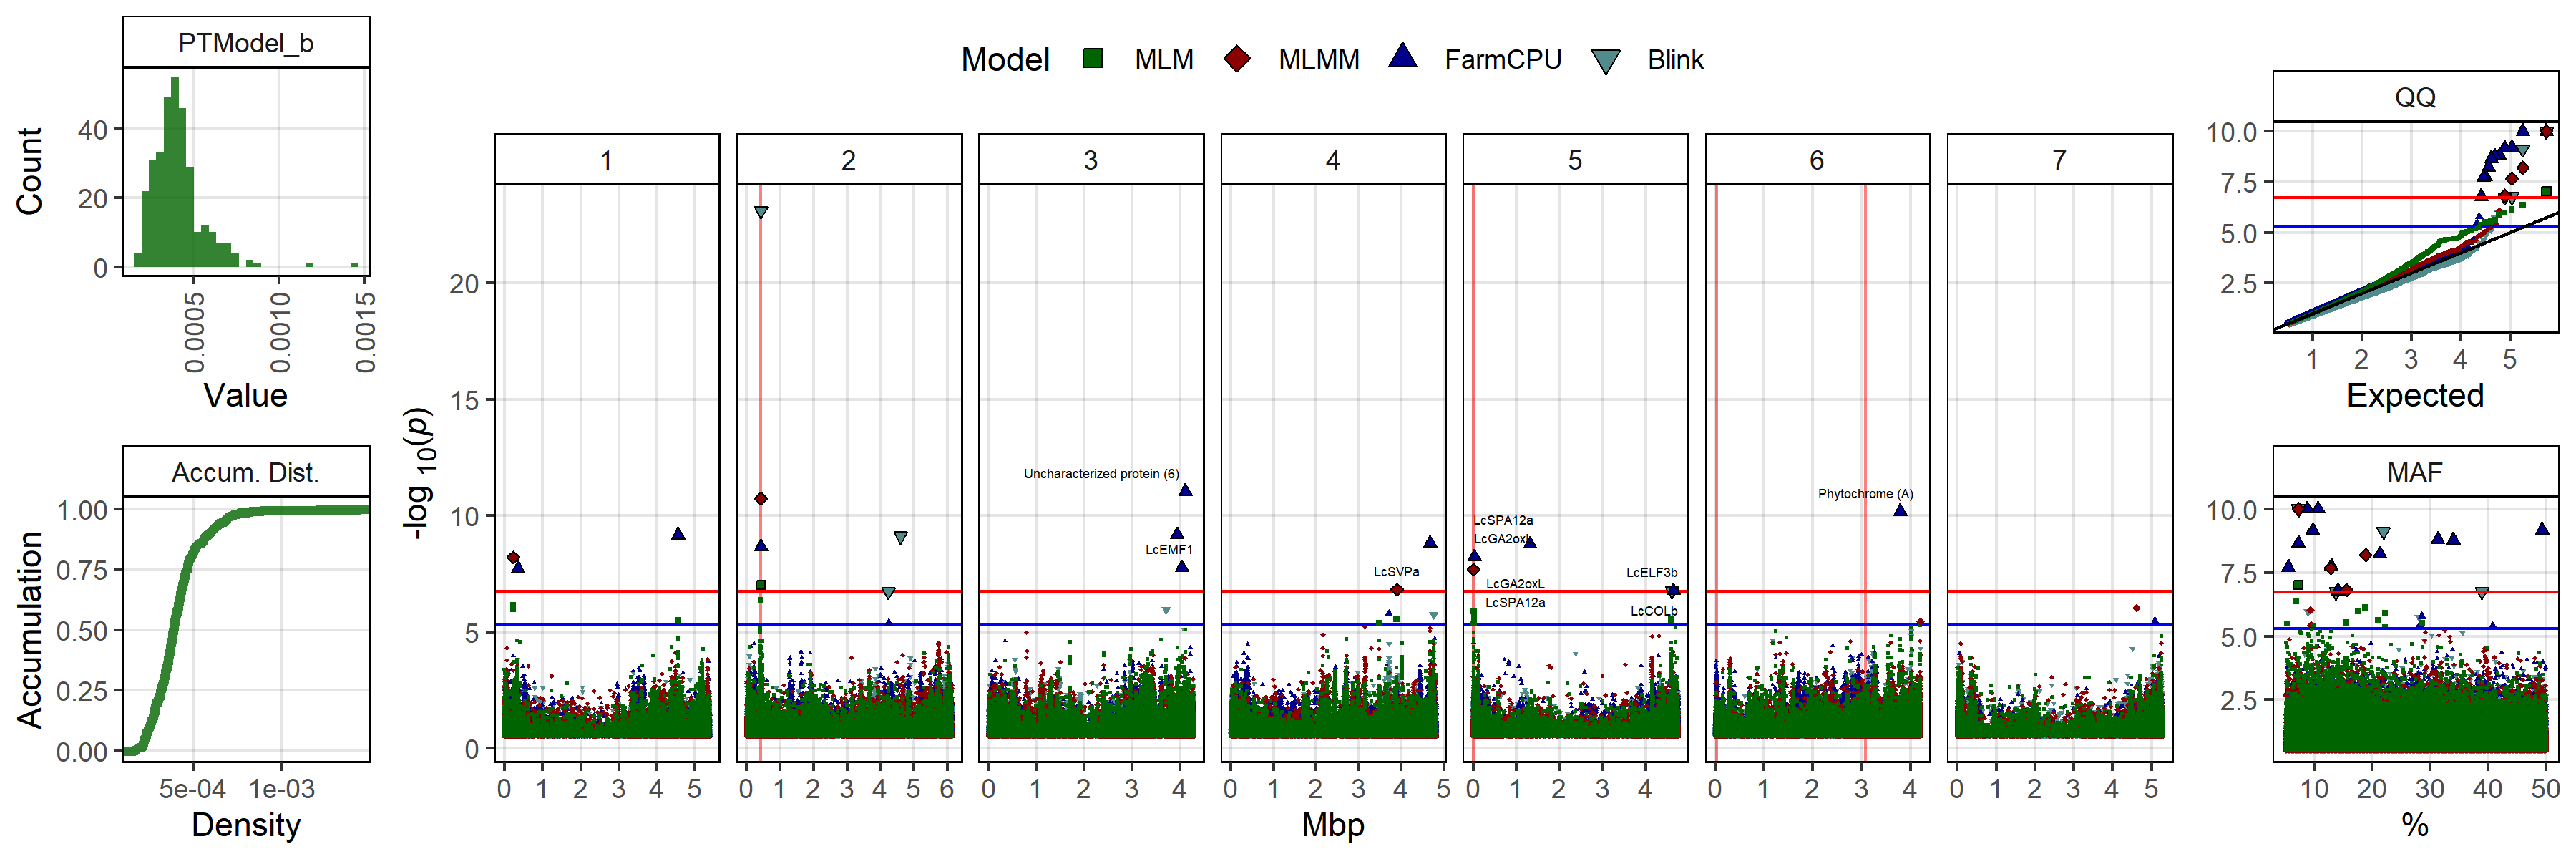 PTModel_b
Count
40
20
0
0.0005
0.0010
0.0015
Value
Accum. Dist.
Accumulation
1.00
0.75
0.50
0.25
0.00
5e-04 1e-03
Density
Model MLM MLMM FarmCPU Blink
-log 10(p)
20
15
10
5
0
1 2 3 4 5 6 7
Uncharacterized protein (6)
LcEMF1
LcSVPa
LcSPA12a
LcGA2oxL
LcGA2oxL
LcSPA12a
LcELF3b
LcCOLb
Phytochrome (A)
0 1 2 3 4 5 0 1 2 3 4 5 6 0 1 2 3 4 0 1 2 3 4 5 0 1 2 3 4 0 1 2 3 4 0 1 2 3 4 5
Mbp
QQ
10.0
7.5
5.0
2.5
1 2 3 4 5
Expected
MAF
10.0
7.5
5.0
2.5
10 20 30 40 50
%